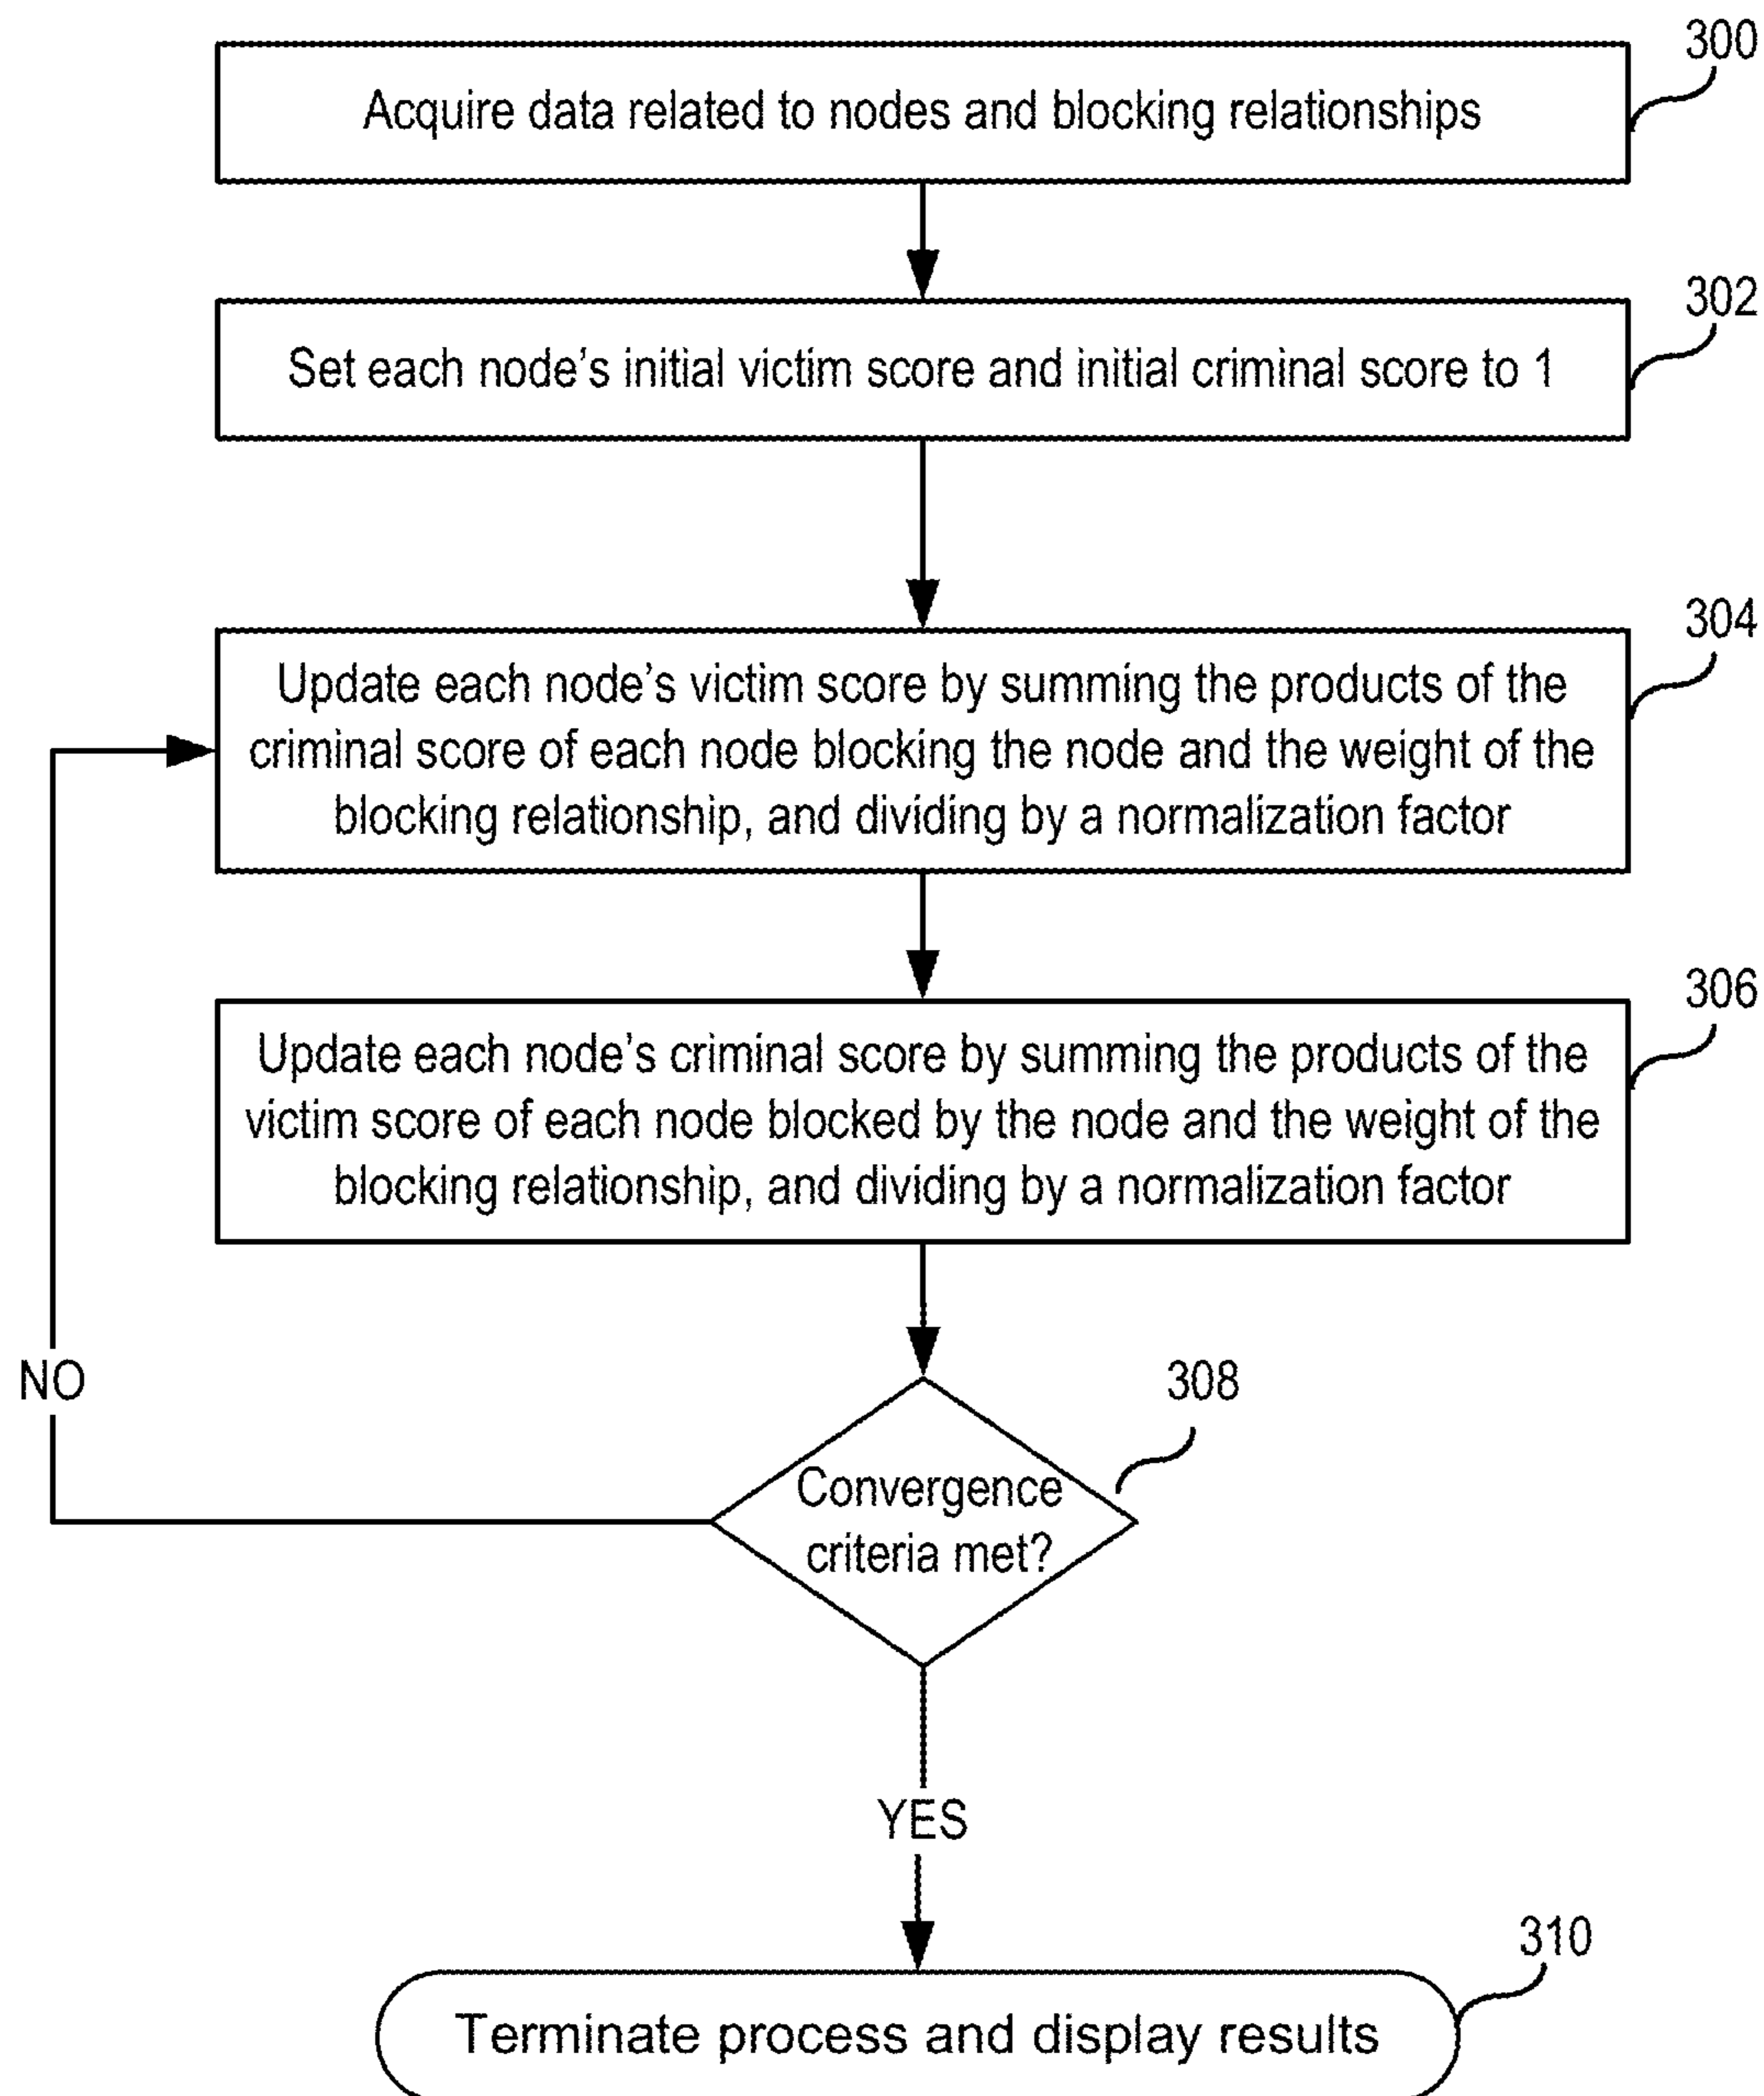 300
Acquire data related to nodes and blocking relationships
302
Set each node's initial victim score and initial criminal score to 1
304
Update each node's victim score by summing the products of the
criminal score of each node blocking the node and the weight of the
blocking relationship, and dividing by a normalization factor
306
Update each node's criminal score by summing the products of the
victim score of each node blocked by the node and the weight of the
blocking relationship, and dividing by a normalization factor
NO
308
Convergence
criteria met?
YES
310
Terminate process and display results